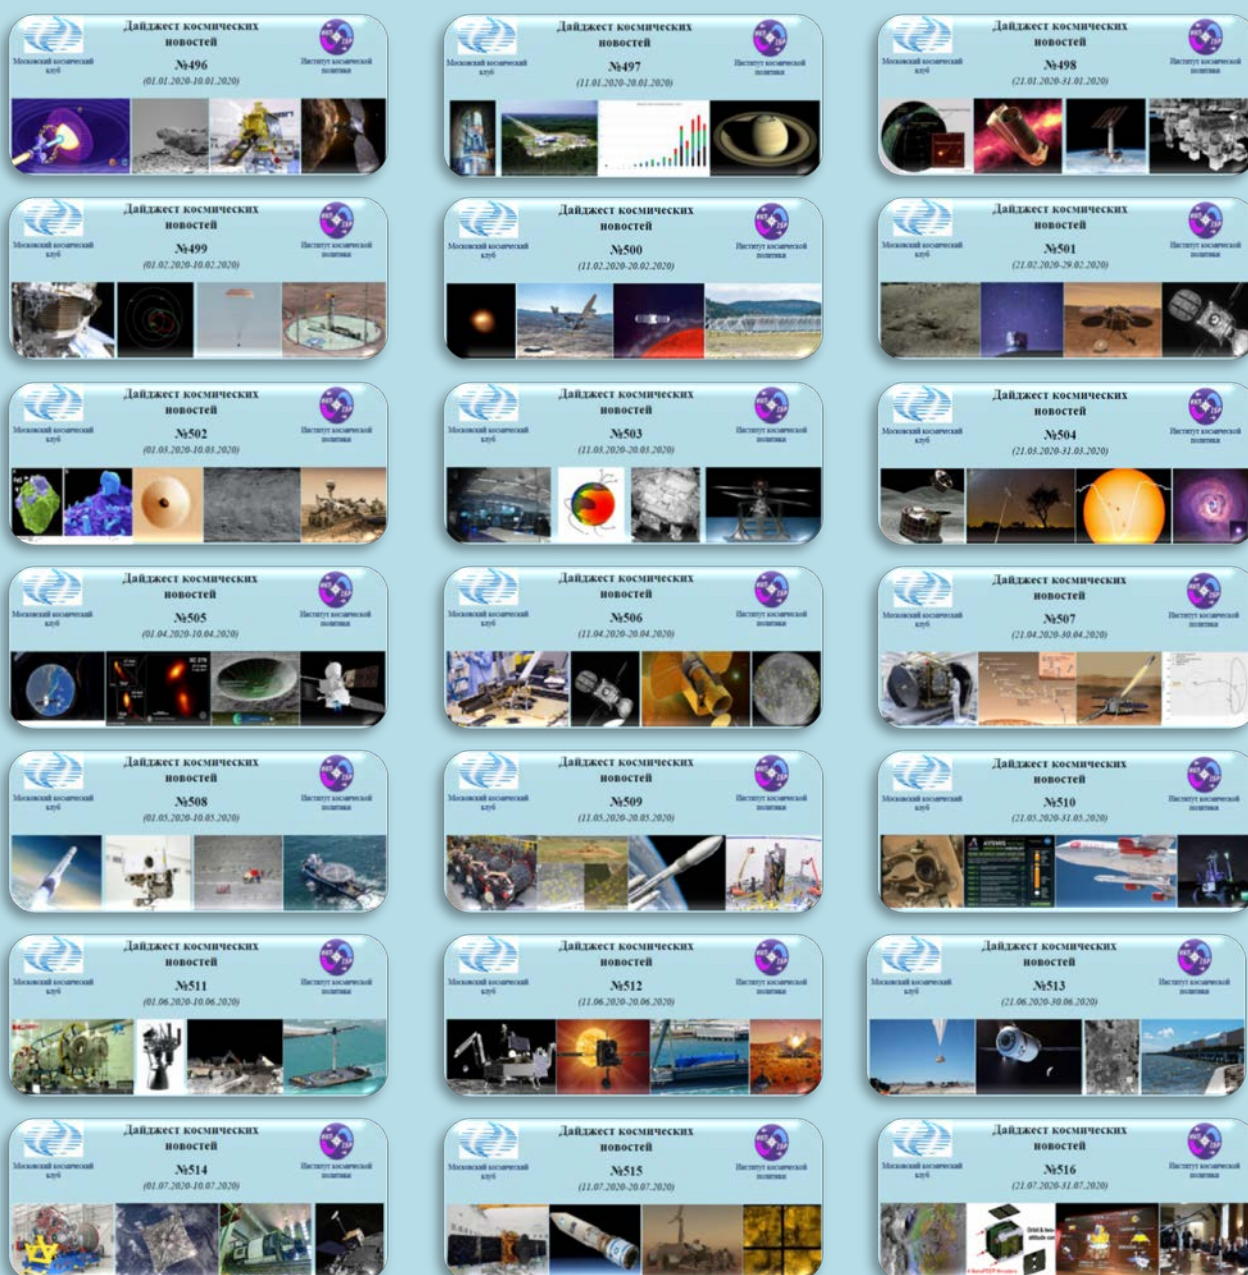 Дайджест космических
новостей
Московский космический
клуб
Институт космической
политики
№496
(01.01.2020-10.01.2020)
Дайджест космических
новостей
Московский космический
клуб
Институт космической
политики
№497
(11.01.2020-20.01.2020)
Дайджест космических
новостей
Московский космический
клуб
Институт космической
политики
№498
(21.01.2020-31.01.2020)
Дайджест космических
новостей
Московский космический
клуб
Институт космической
политики
№499
(01.02.2020-10.02.2020)
Дайджест космических
новостей
Московский космический
клуб
Институт космической
политики
№500
(11.02.2020-20.02.2020)
Дайджест космических
новостей
Московский космический
клуб
Институт космической
политики
№501
(21.02.2020-29.02.2020)
Дайджест космических
новостей
Московский космический
клуб
Институт космической
политики
№502
(01.03.2020-10.03.2020)
Дайджест космических
новостей
Московский космический
клуб
Институт космической
политики
№503
(11.03.2020-20.03.2020)
Дайджест космических
новостей
Московский космический
клуб
Институт космической
политики
№504
(21.03.2020-31.03.2020)
Дайджест космических
новостей
Московский космический
клуб
Институт космической
политики
№505
(01.04.2020-10.04.2020)
Дайджест космических
новостей
Московский космический
клуб
Институт космической
политики
№506
(11.04.2020-20.04.2020)
Дайджест космических
новостей
Московский космический
клуб
Институт космической
политики
№507
(21.04.2020-30.04.2020)
Дайджест космических
новостей
Московский космический
клуб
Институт космической
политики
№508
(01.05.2020-10.05.2020)
Дайджест космических
новостей
Московский космический
клуб
Институт космической
политики
№509
(11.05.2020-20.05.2020)
Дайджест космических
новостей
Московский космический
клуб
Институт космической
политики
№510
(21.05.2020-31.05.2020)
Дайджест космических
новостей
Московский космический
клуб
Институт космической
политики
№511
(01.06.2020-10.06.2020)
Дайджест космических
новостей
Московский космический
клуб
Институт космической
политики
№512
(11.06.2020-20.06.2020)
Дайджест космических
новостей
Московский космический
клуб
Институт космической
политики
№513
(21.06.2020-30.06.2020)
Дайджест космических
новостей
Московский космический
клуб
Институт космической
политики
№514
(01.07.2020-10.07.2020)
Дайджест космических
новостей
Московский космический
клуб
Институт космической
политики
№515
(11.07.2020-20.07.2020)
Дайджест космических
новостей
Московский космический
клуб
Институт космической
политики
№516
(21.07.2020-31.07.2020)